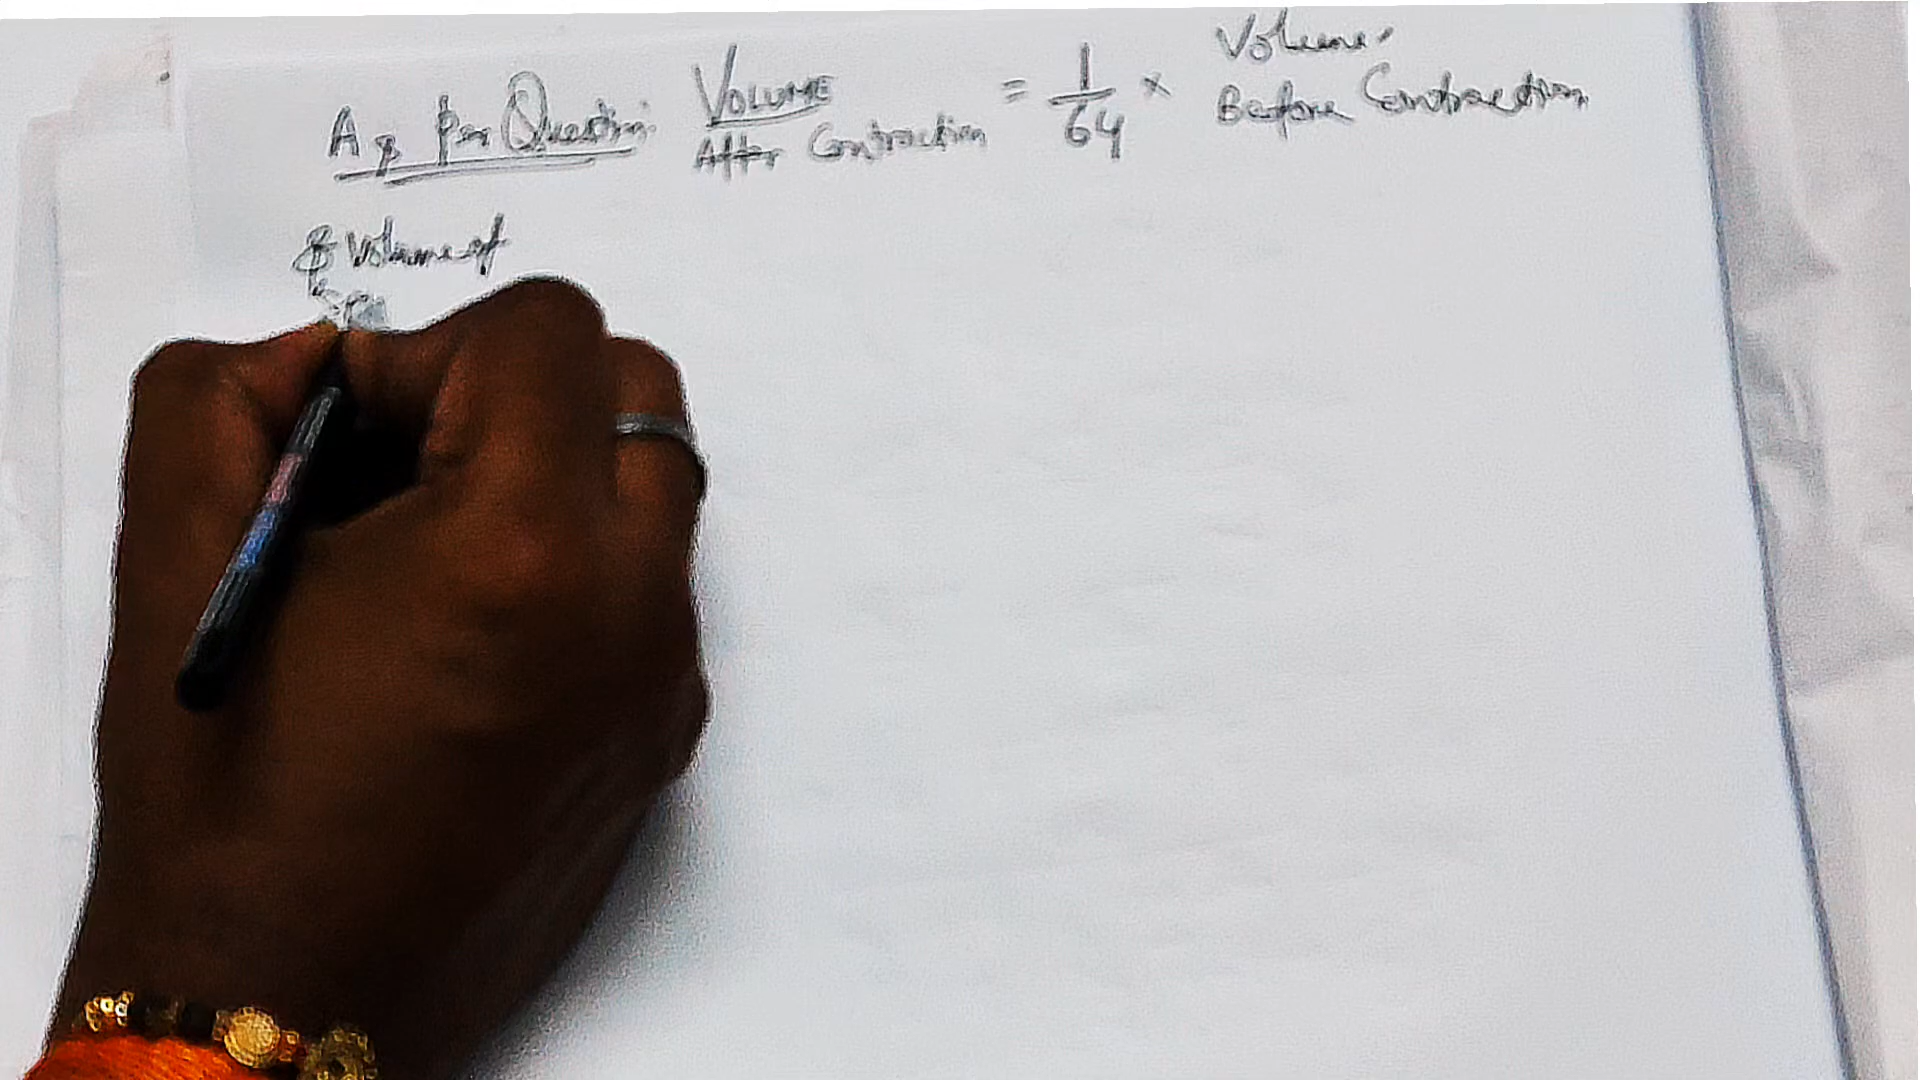 As per Question VOLUME After Contraction = 1/64 × Volume Before Contraction
Volume of